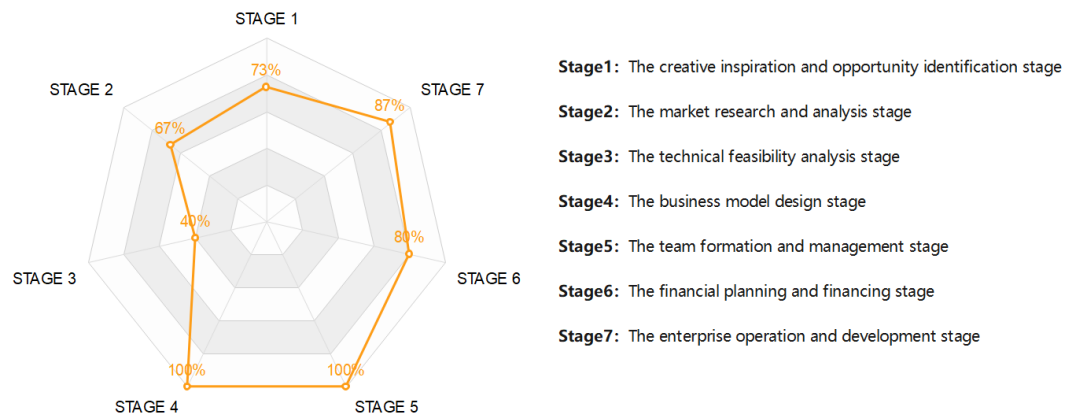 STAGE 1
73%
STAGE 2
67%
STAGE 7
87%
40%
STAGE 3
80%
STAGE 6
100%
STAGE 4
100%
STAGE 5
Stage1: The creative inspiration and opportunity identification stage
Stage2: The market research and analysis stage
Stage3: The technical feasibility analysis stage
Stage4: The business model design stage
Stage5: The team formation and management stage
Stage6: The financial planning and financing stage
Stage7: The enterprise operation and development stage